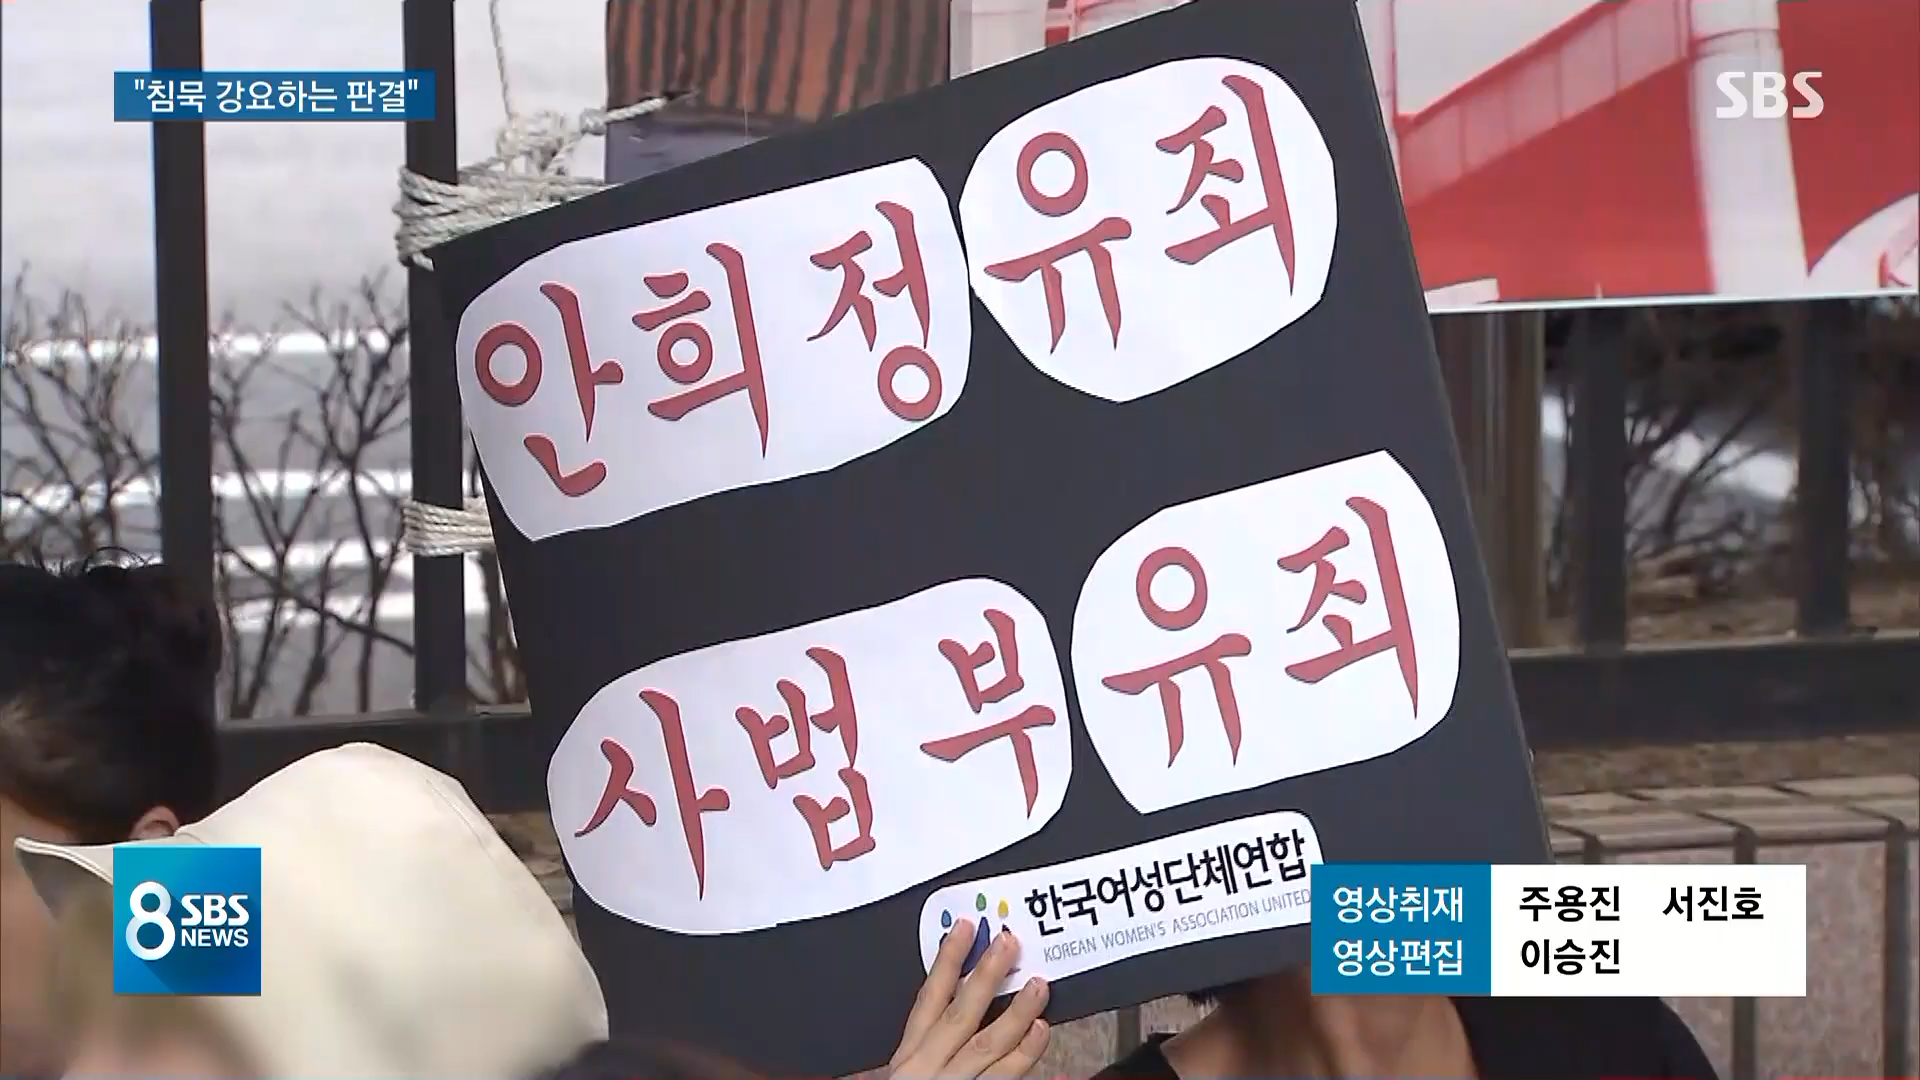 "침묵 강요하는 판결"
SBS
안희정 유죄
사법부 유죄
한국여성단체연합
KOREAN WOMEN'S ASSOCIATION UNITED
8 SBS NEWS
영상취재 주용진 서진호
영상편집 이승진